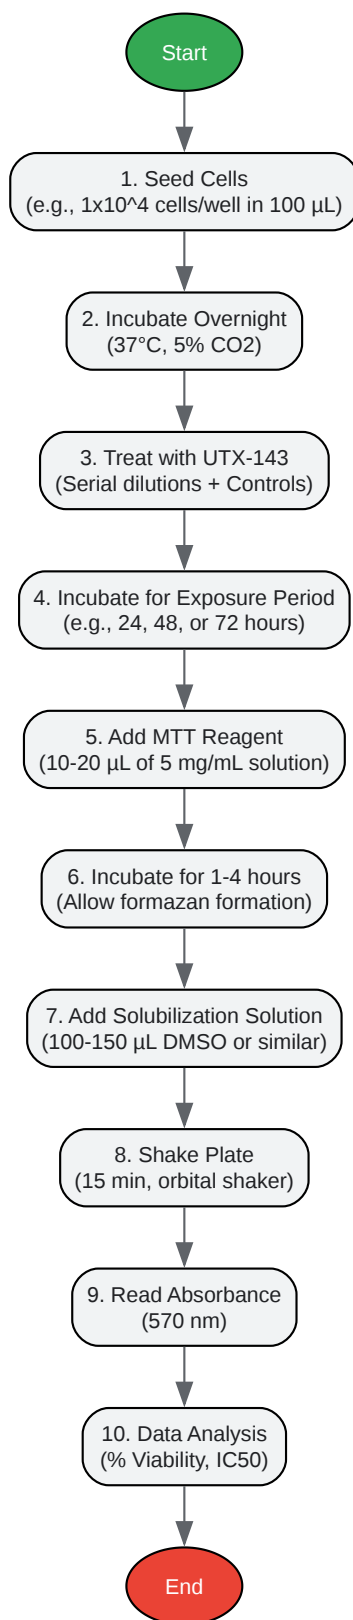 Start
1. Seed Cells
(e.g., 1x10^4 cells/well in 100 µL)
2. Incubate Overnight
(37°C, 5% CO2)
3. Treat with UTX-143
(Serial dilutions + Controls)
4. Incubate for Exposure Period
(e.g., 24, 48, or 72 hours)
5. Add MTT Reagent
(10-20 µL of 5 mg/mL solution)
6. Incubate for 1-4 hours
(Allow formazan formation)
7. Add Solubilization Solution
(100-150 µL DMSO or similar)
8. Shake Plate
(15 min, orbital shaker)
9. Read Absorbance
(570 nm)
10. Data Analysis
(% Viability, IC50)
End